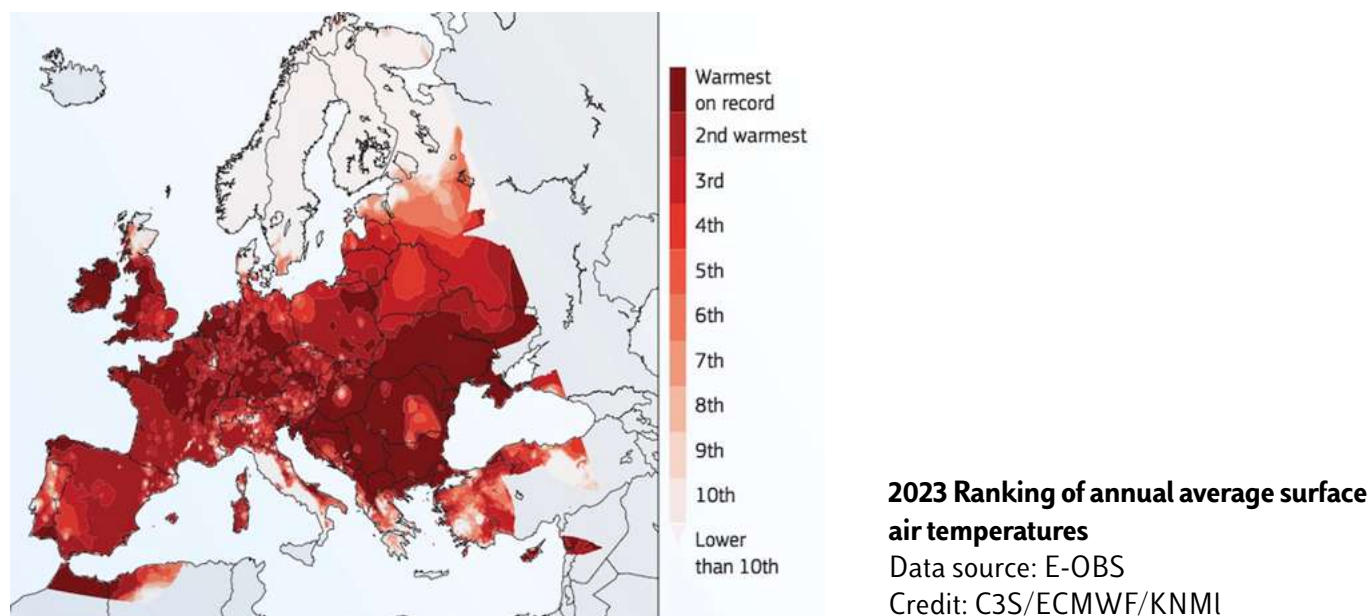 Warmest
on record
2nd warmest
3rd
4th
5th
6th
7th
8th
9th
10th
Lower
than 10th
2023 Ranking of annual average surface
air temperatures
Data source: E-OBS
Credit: C3S/ECMWF/KNMI